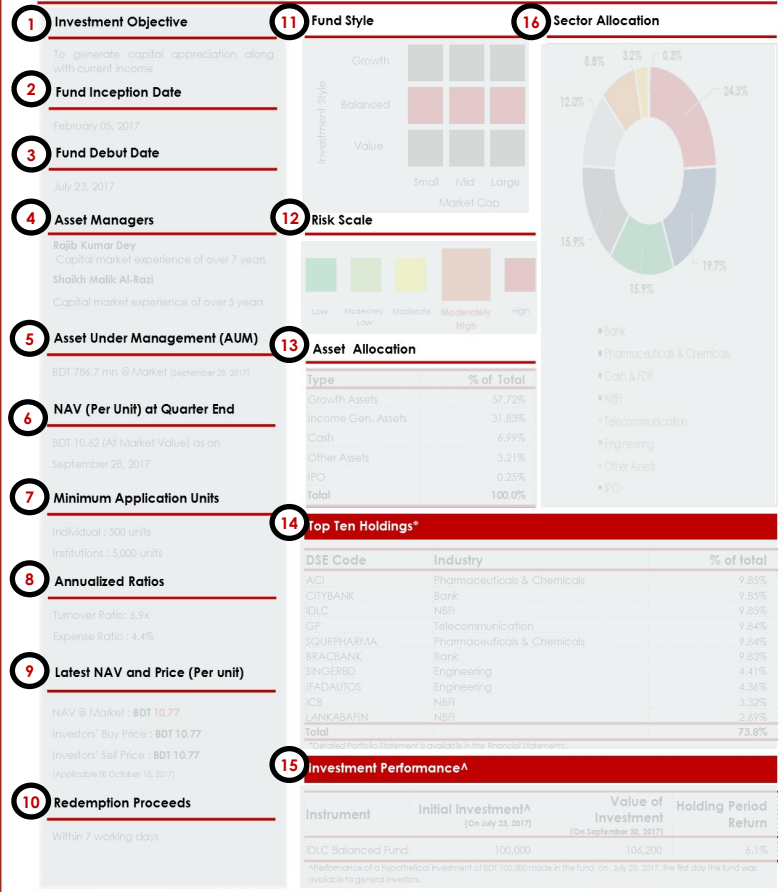 1
Investment Objective
To generate capital appreciation along
with current income
2
Fund Inception Date
February 05, 2017
3
Fund Debut Date
July 23, 2017
4
Asset Managers
Rajib Kumar Dey
Capital market experience of over 7 years
Shaikh Malik Al-Razi
Capital market experience of over 5 years
5
Asset Under Management (AUM)
BDT 786.7 mn @ Market (September 28, 2017)
6
NAV (Per Unit) at Quarter End
BDT 10.62 (At Market Value) as on
September 28, 2017
7
Minimum Application Units
Individual : 500 units
Institutions : 5,000 units
8
Annualized Ratios
Turnover Ratio: 6.9x
Expense Ratio : 4.4%
9
Latest NAV and Price (Per unit)
NAV @ Market : BDT 10.77
Investors' Buy Price : BDT 10.77
Investors' Sell Price : BDT 10.77
(Applicable till October 18, 2017)
10
Redemption Proceeds
Within 7 working days
11
Fund Style
Investment Style
Growth
Balanced
Value
Small Mid Large
Market Cap
12
Risk Scale
Low Moderately Low Moderate Moderately High High
13
Asset Allocation
Type % of Total
Growth Assets 57.72%
Income Gen. Assets 31.83%
Cash 6.99%
Other Assets 3.21%
IPO 0.25%
Total 100.0%
16
Sector Allocation
8.8% 3.2% 0.3%
12.0% 24.3%
15.9% 19.7%
15.9%
Bank
Pharmaceuticals & Chemicals
Cash & FDR
NBFI
Telecommunication
Engineering
Other Assets
IPO
14
Top Ten Holdings*
DSE Code Industry % of total
ACI Pharmaceuticals & Chemicals 9.85%
CITYBANK Bank 9.85%
IDLC NBFI 9.85%
GP Telecommunication 9.84%
SQURPHARMA Pharmaceuticals & Chemicals 9.84%
BRACBANK Bank 9.83%
SINGERBD Engineering 4.41%
IFADAUTOS Engineering 4.36%
ICB NBFI 3.32%
LANKABAFIN NBFI 2.69%
Total 73.8%
*Detailed Portfolio Statement is available in the Financial Statements .
15
Investment Performance^
Instrument Initial Investment^ (On July 23, 2017) Value of Investment (On September 30, 2017) Holding Period Return
IDLC Balanced Fund 100,000 106,200 6.1%
^Performance of a hypothetical investment of BDT 100,000 made in the fund on July 23, 2017, the first day the fund was
available to general investors.